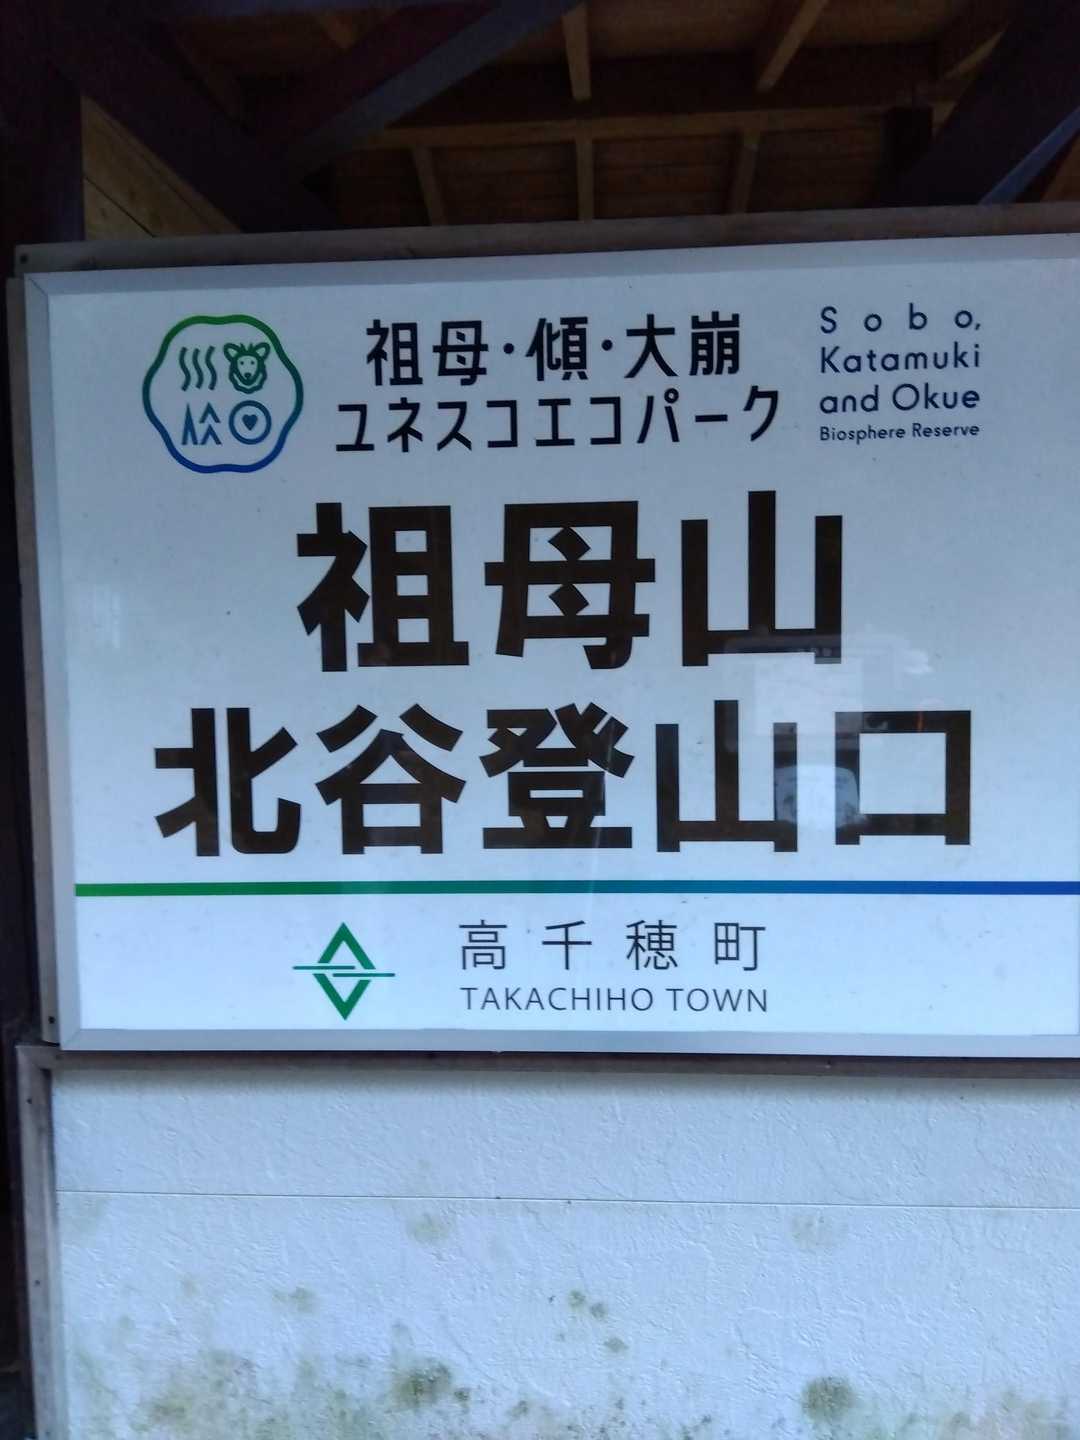 祖母・傾・大崩
ユネスコエコパーク
Sobo,
Katamuki
and Okue
Biosphere Reserve
祖母山
北谷登山口
高千穂町
TAKACHIHO TOWN